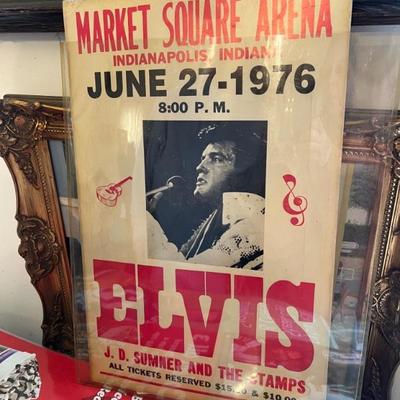 MARKET SQUARE ARENA
INDIANAPOLIS, INDIANA
JUNE 27-1976
8:00 P. M.
ELVIS
J. D. SUMNER AND THE STAMPS
ALL TICKETS RESERVED $15.00 & $10.00